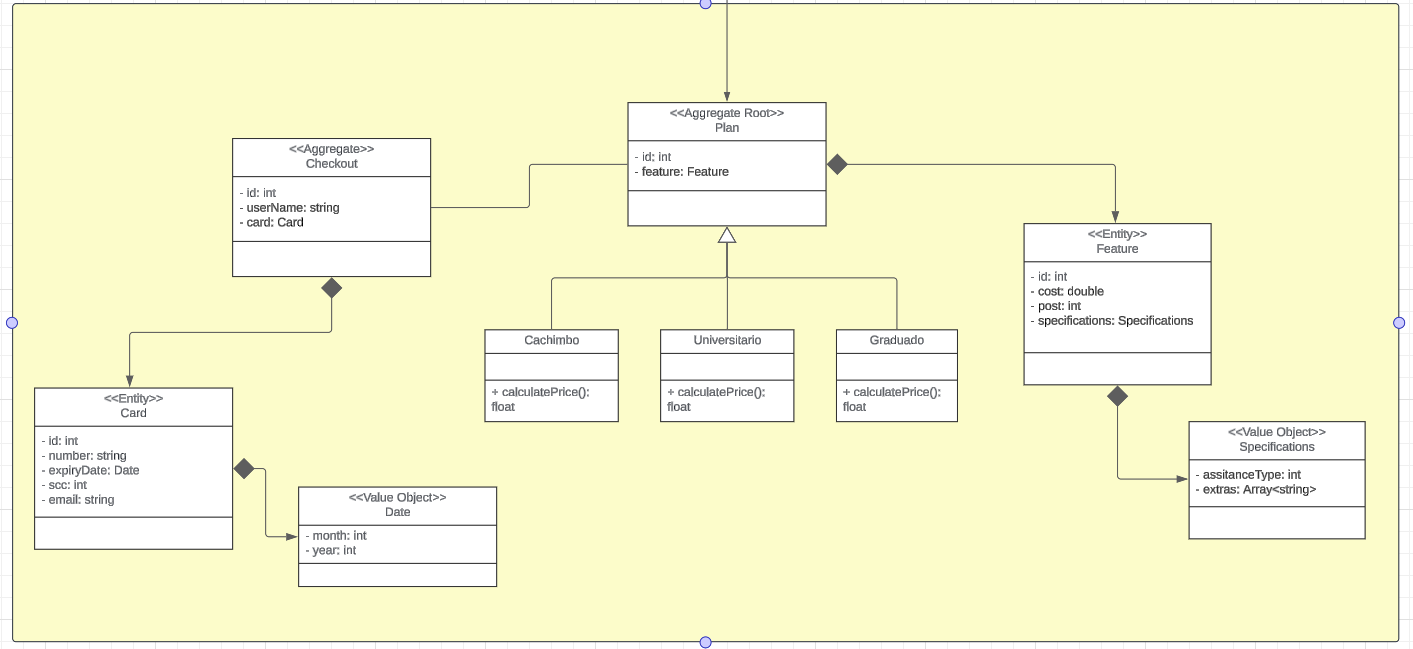 <<Aggregate Root>>
Plan
- id: int
- feature: Feature
<<Aggregate>>
Checkout
- id: int
- userName: string
- card: Card
<<Entity>>
Feature
- id: int
- cost: double
- post: int
- specifications: Specifications
Cachimbo
+ calculatePrice():
float
Universitario
+ calculatePrice():
float
Graduado
+ calculatePrice():
float
<<Entity>>
Card
- id: int
- number: string
- expiryDate: Date
- scc: int
- email: string
<<Value Object>>
Date
- month: int
- year: int
<<Value Object>>
Specifications
- assitanceType: int
- extras: Array<string>